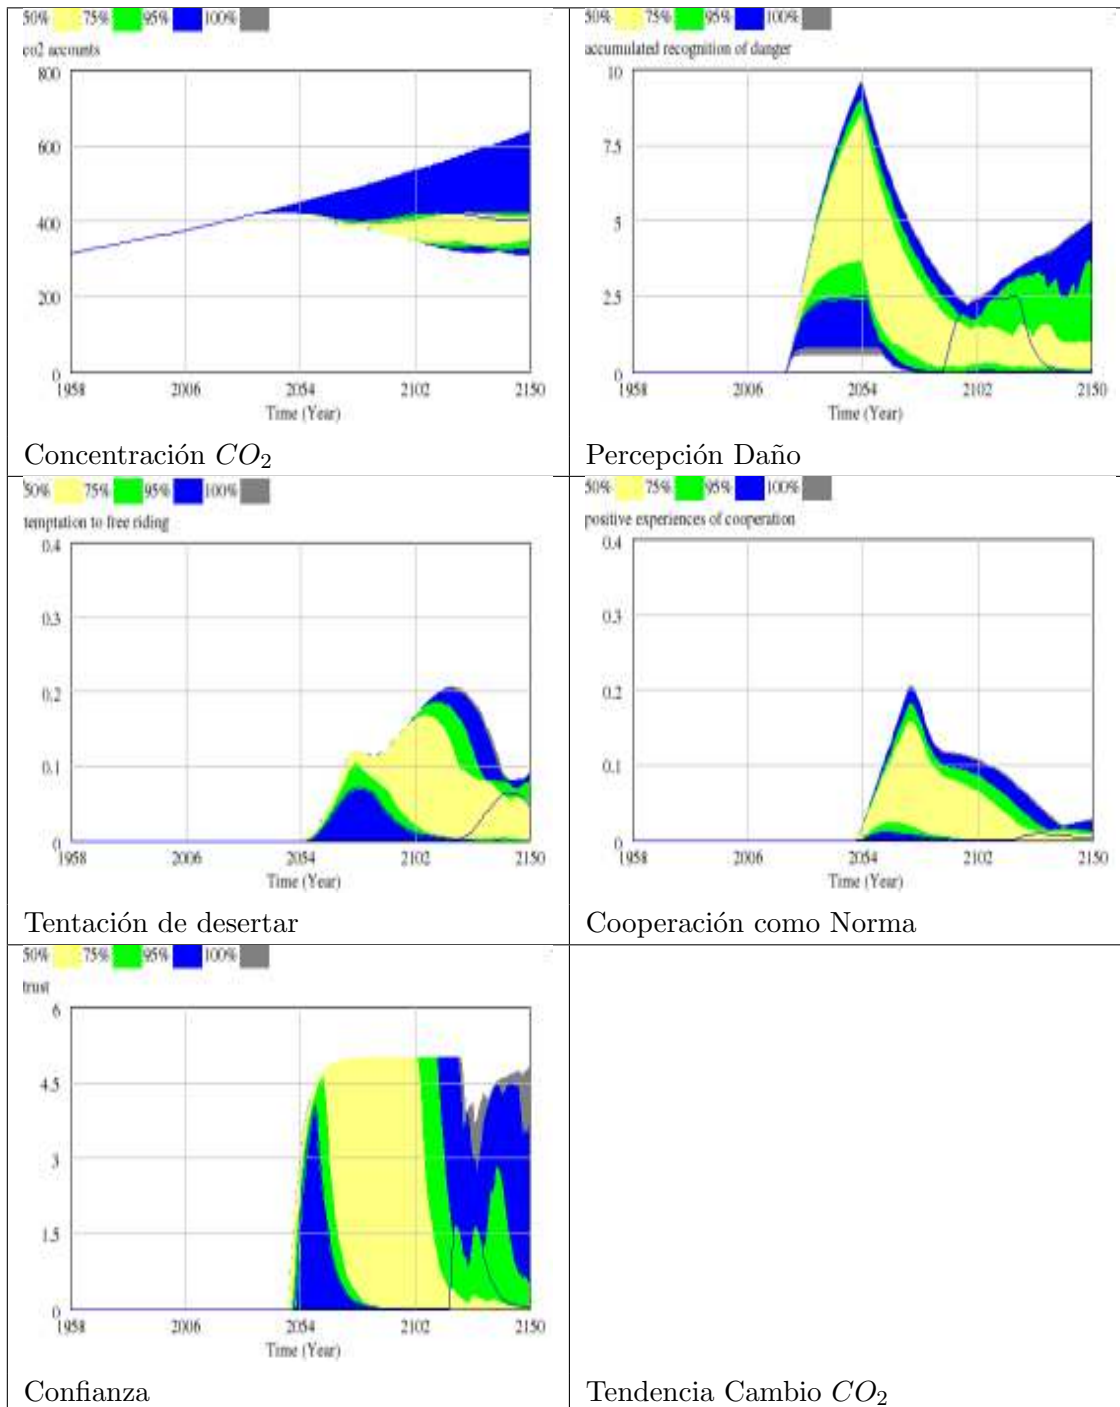 50% 75% 95% 100%
co2 accounts
800
600
400
200
0
1958 2006 2054 2102 2150
Time (Year)
Concentración CO₂
50% 75% 95% 100%
accumulated recognition of danger
10
7.5
5
2.5
0
1958 2006 2054 2102 2150
Time (Year)
Percepción Daño
50% 75% 95% 100%
temptation to free riding
0.4
0.3
0.2
0.1
0
1958 2006 2054 2102 2150
Time (Year)
Tentación de desertar
50% 75% 95% 100%
positive experiences of cooperation
0.4
0.3
0.2
0.1
0
1958 2006 2054 2102 2150
Time (Year)
Cooperación como Norma
50% 75% 95% 100%
trust
6
4.5
3
1.5
0
1958 2006 2054 2102 2150
Time (Year)
Confianza
Tendencia Cambio CO₂